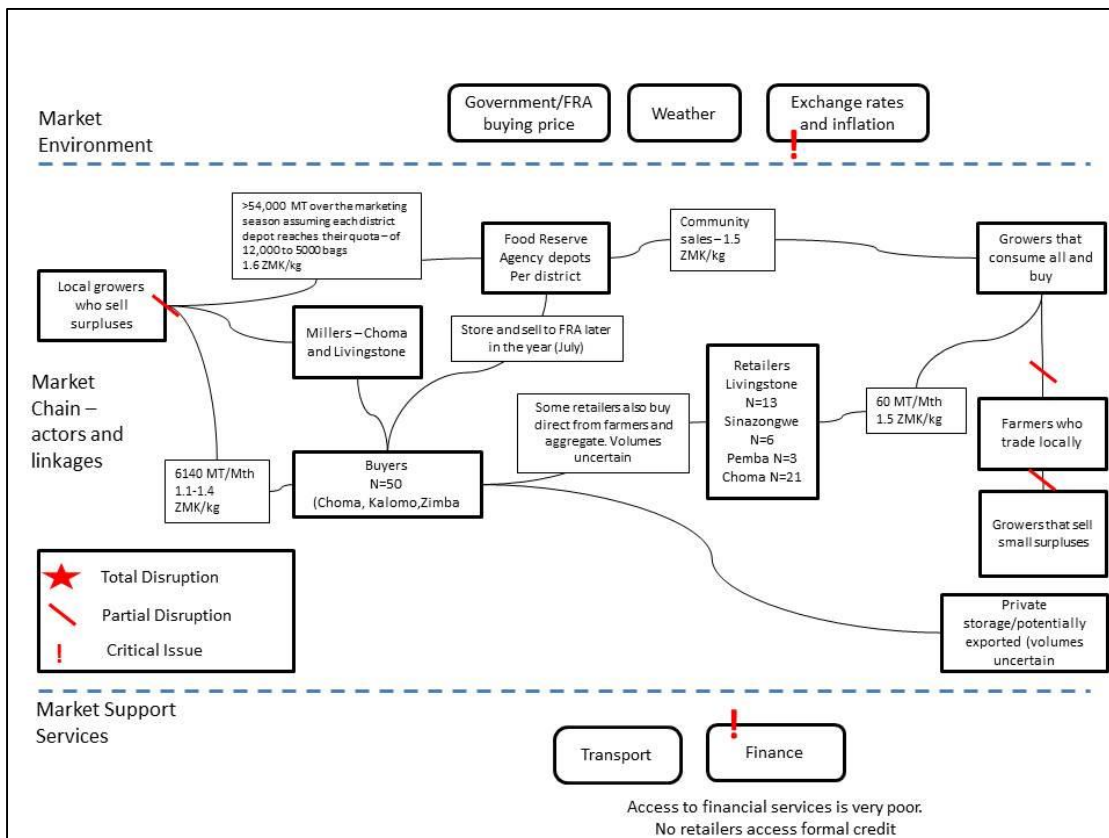 Market
Environment
Government/FRA
buying price
Weather
Exchange rates
and inflation
!
>54,000 MT over the marketing
season assuming each district
depot reaches their quota – of
12,000 to 5000 bags
1.6 ZMK/kg
Food Reserve
Agency depots
Per district
Community
sales – 1.5
ZMK/kg
Growers that
consume all and
buy
Local growers
who sell
surpluses
Millers – Choma
and Livingstone
Store and sell to FRA later
in the year (July)
Retailers
Livingstone
N=13
Sinazongwe
N=6
Pemba N=3
Choma N=21
60 MT/Mth
1.5 ZMK/kg
Market
Chain –
actors and
linkages
Some retailers also buy
direct from farmers and
aggregate. Volumes
uncertain
Farmers who
trade locally
6140 MT/Mth
1.1-1.4
ZMK/kg
Buyers
N=50
(Choma, Kalomo,Zimba
Growers that sell
small surpluses
Total Disruption
Partial Disruption
! Critical Issue
Private
storage/potentially
exported (volumes
uncertain
Market Support
Services
Transport
!
Finance
Access to financial services is very poor.
No retailers access formal credit